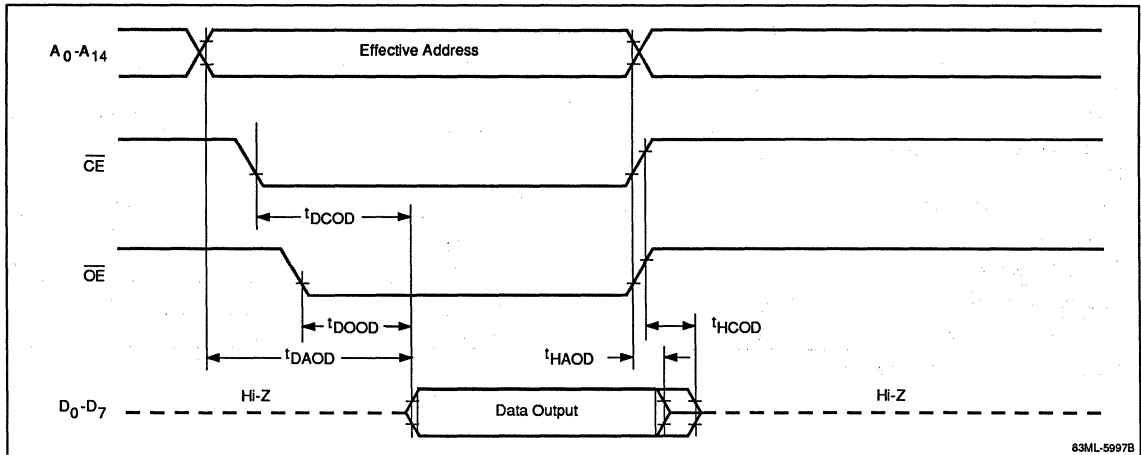 A0-A14
Effective Address
CE
tDCOD
OE
tDOOD
tHCOD
tDAOD
tHAOD
D0-D7
Hi-Z
Data Output
Hi-Z
83ML-5997B